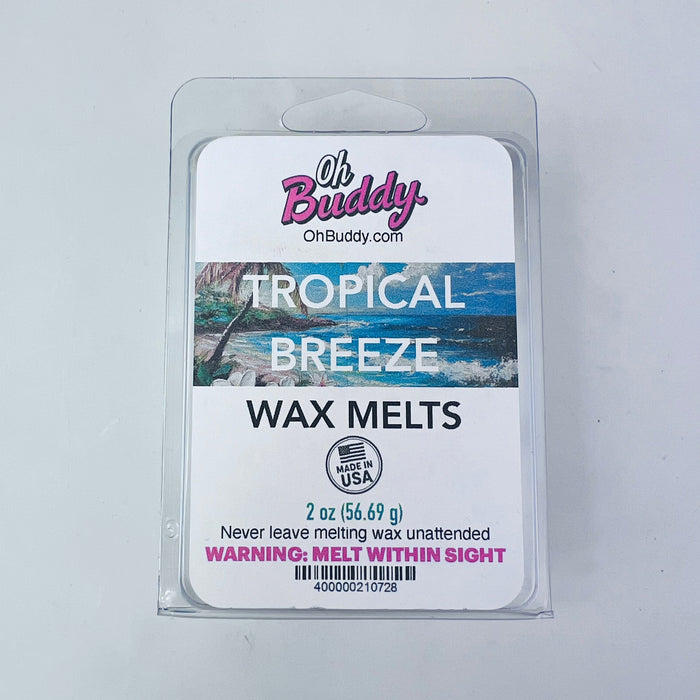 Oh
Buddy
OhBuddy.com
TROPICAL
BREEZE
WAX MELTS
MADE IN
USA
2 oz (56.69 g)
Never leave melting wax unattended
WARNING: MELT WITHIN SIGHT
400000210728